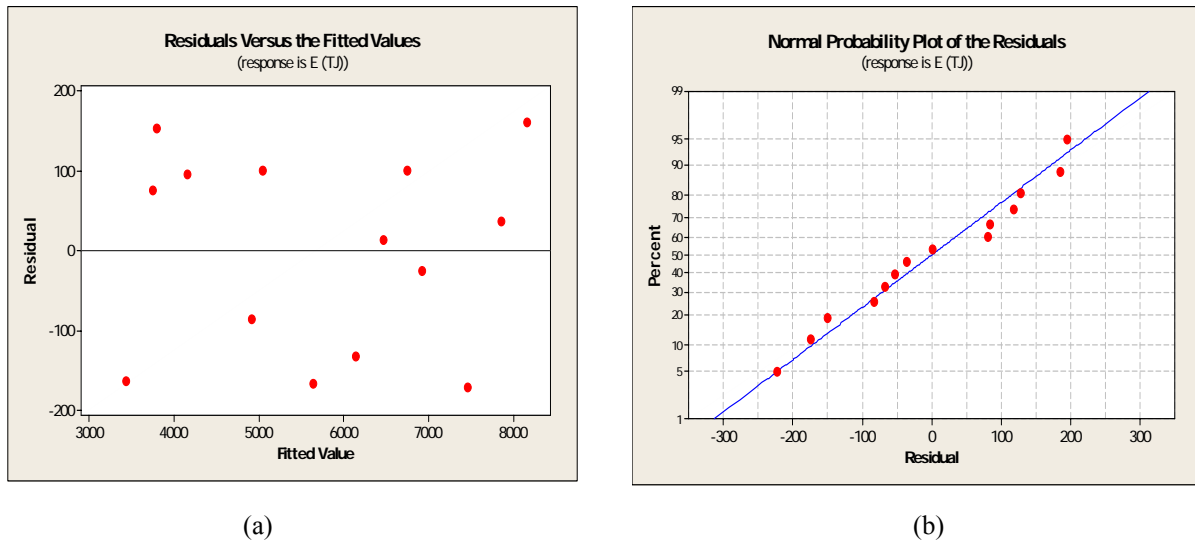 Residuals Versus the Fitted Values
(response is E (TJ))
200
100
0
-100
-200
Residual
3000 4000 5000 6000 7000 8000
Fitted Value
(a)
Normal Probability Plot of the Residuals
(response is E (TJ))
99
95
90
80
70
60
50
40
30
20
10
5
1
Percent
-300 -200 -100 0 100 200 300
Residual
(b)